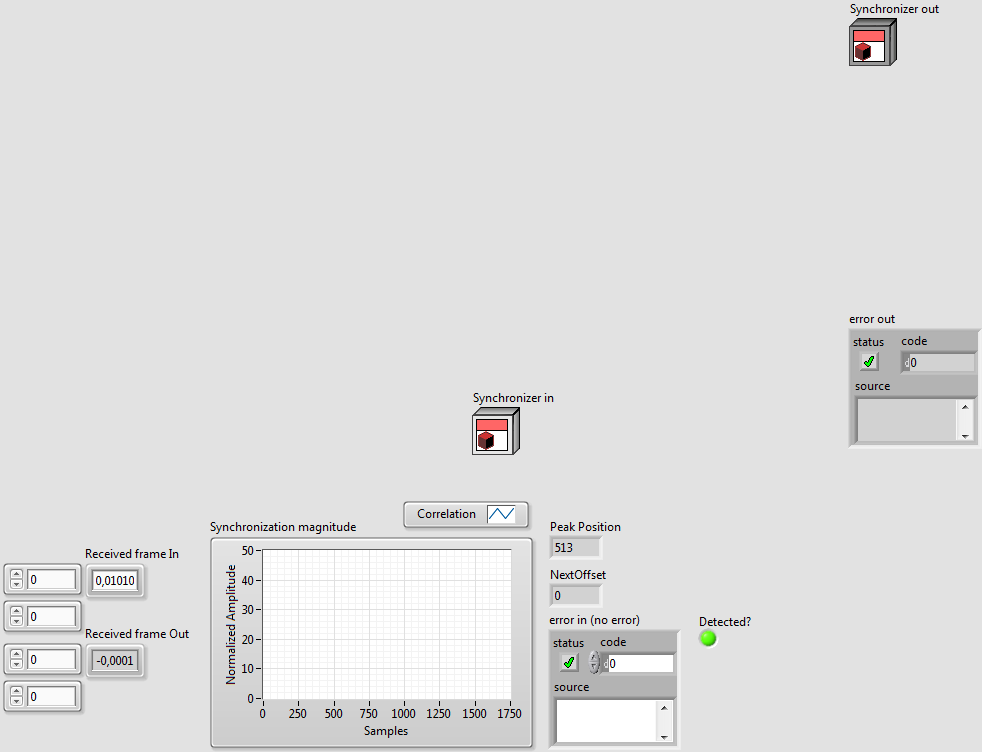 Synchronizer out
error out
status code
0
source
Synchronizer in
Correlation
Synchronization magnitude
Peak Position
513
NextOffset
0
error in (no error)
status code
0
source
Detected?
Received frame In
0
0,01010
0
Received frame Out
0
-0,0001
0
Normalized Amplitude
50
40
30
20
10
0
0 250 500 750 1000 1250 1500 1750
Samples